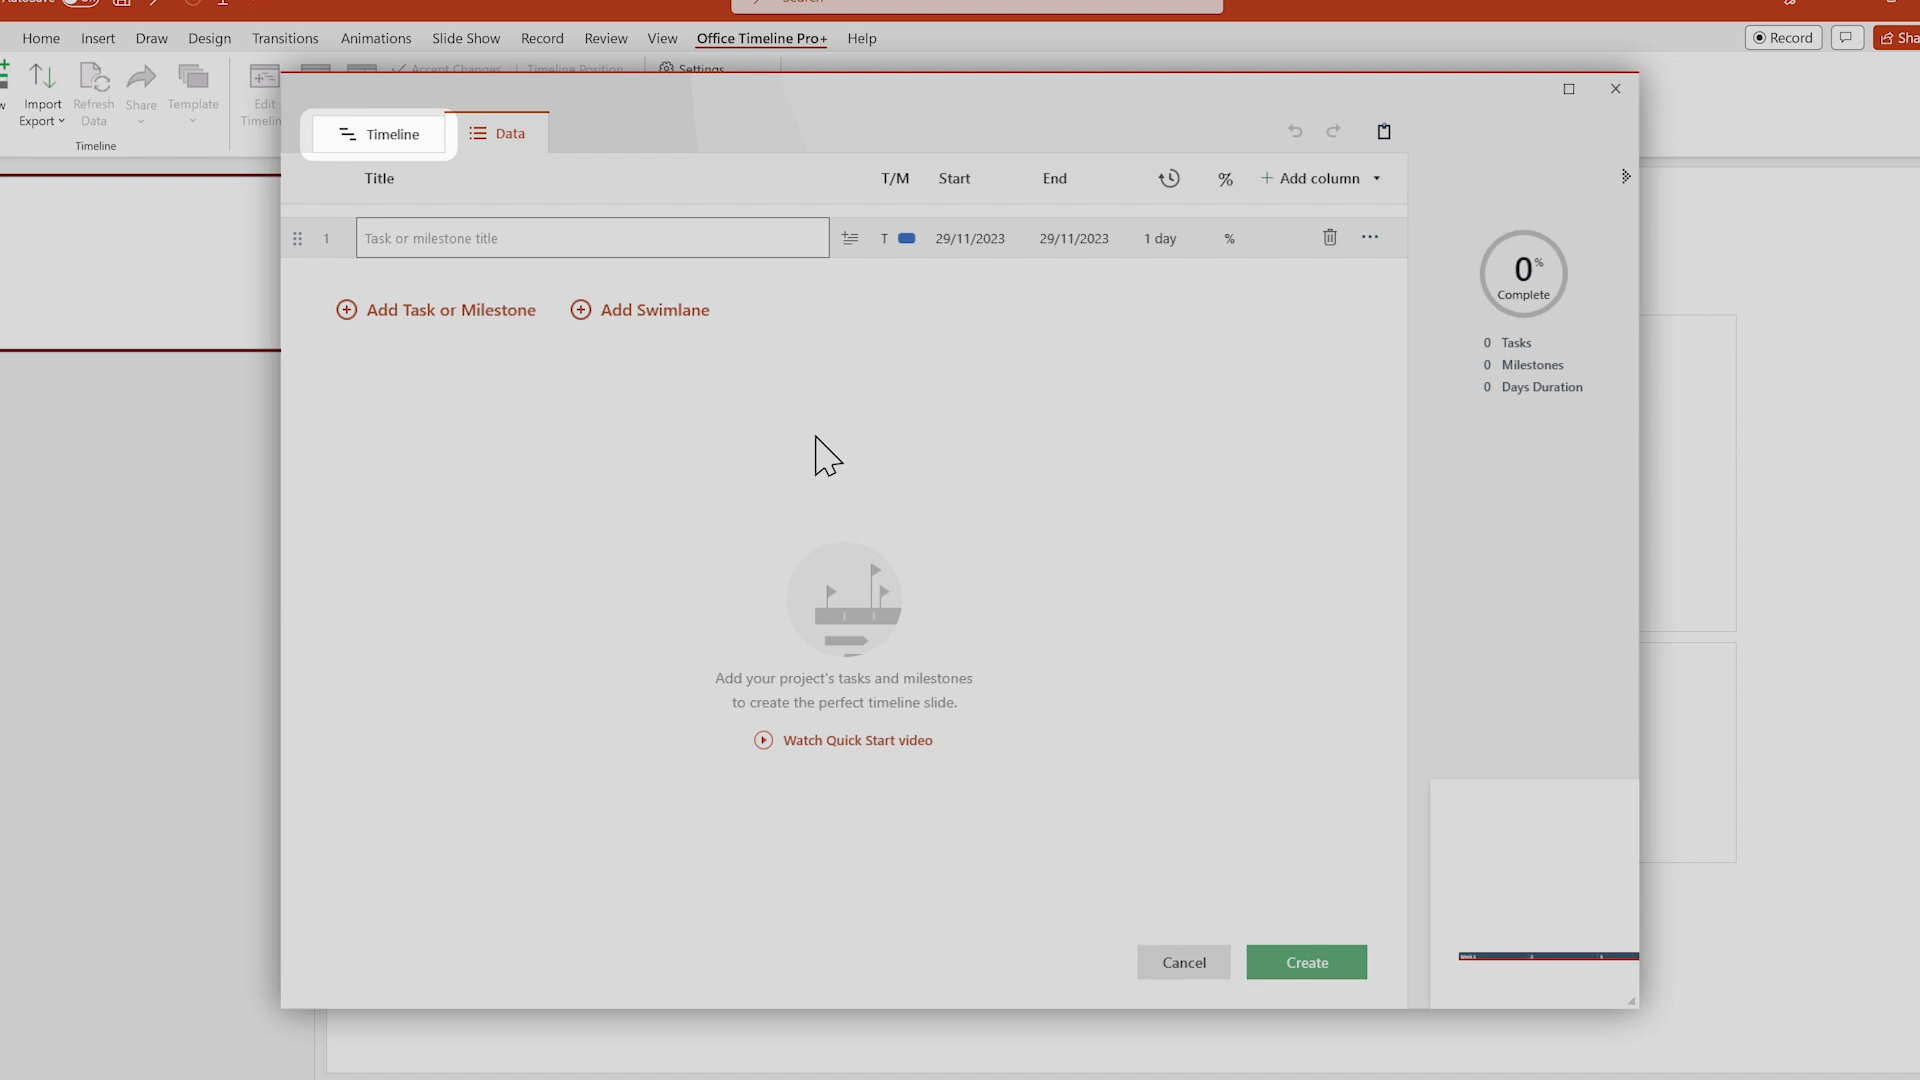 Home Insert Draw Design Transitions Animations Slide Show Record Review View Office Timeline Pro+ Help
Record
Import
Export
Refresh
Data
Share
Template
Edit
Accept Changes
Timeline Position
Settings
Timeline
Timeline
Data
Title T/M Start End % Add column
1 Task or milestone title T 29/11/2023 29/11/2023 1 day %
Add Task or Milestone
Add Swimlane
0%
Complete
0 Tasks
0 Milestones
0 Days Duration
Add your project's tasks and milestones
to create the perfect timeline slide.
Watch Quick Start video
Cancel
Create